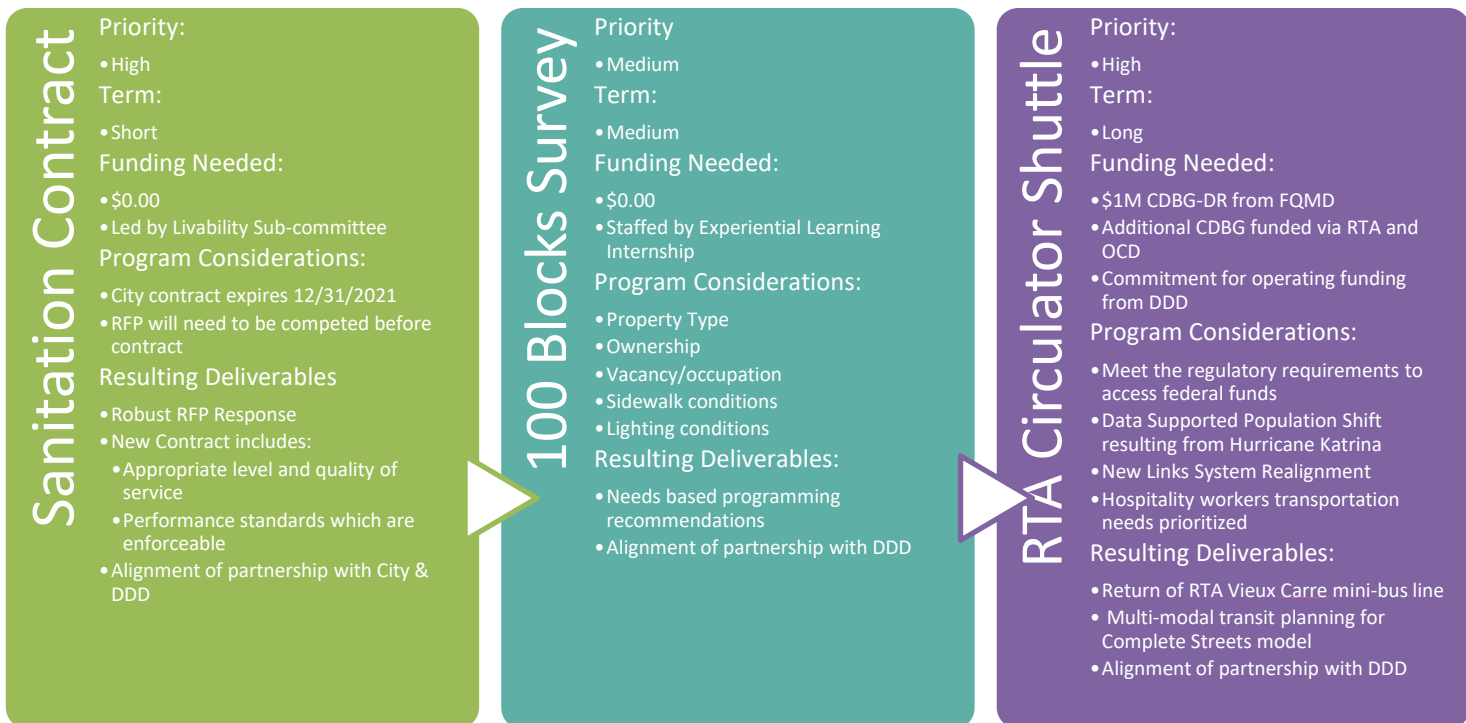 Sanitation Contract
Priority:
•High
Term:
•Short
Funding Needed:
•$0.00
•Led by Livability Sub-committee
Program Considerations:
•City contract expires 12/31/2021
•RFP will need to be competed before
contract
Resulting Deliverables
•Robust RFP Response
•New Contract includes:
•Appropriate level and quality of
service
•Performance standards which are
enforceable
•Alignment of partnership with City &
DDD
100 Blocks Survey
Priority
•Medium
Term:
•Medium
Funding Needed:
•$0.00
•Staffed by Experiential Learning
Internship
Program Considerations:
•Property Type
•Ownership
•Vacancy/occupation
•Sidewalk conditions
•Lighting conditions
Resulting Deliverables:
•Needs based programming
recommendations
•Alignment of partnership with DDD
RTA Circulator Shuttle
Priority:
•High
Term:
•Long
Funding Needed:
•$1M CDBG-DR from FQMD
•Additional CDBG funded via RTA and
OCD
•Commitment for operating funding
from DDD
Program Considerations:
•Meet the regulatory requirements to
access federal funds
•Data Supported Population Shift
resulting from Hurricane Katrina
•New Links System Realignment
•Hospitality workers transportation
needs prioritized
Resulting Deliverables:
•Return of RTA Vieux Carre mini-bus line
• Multi-modal transit planning for
Complete Streets model
•Alignment of partnership with DDD